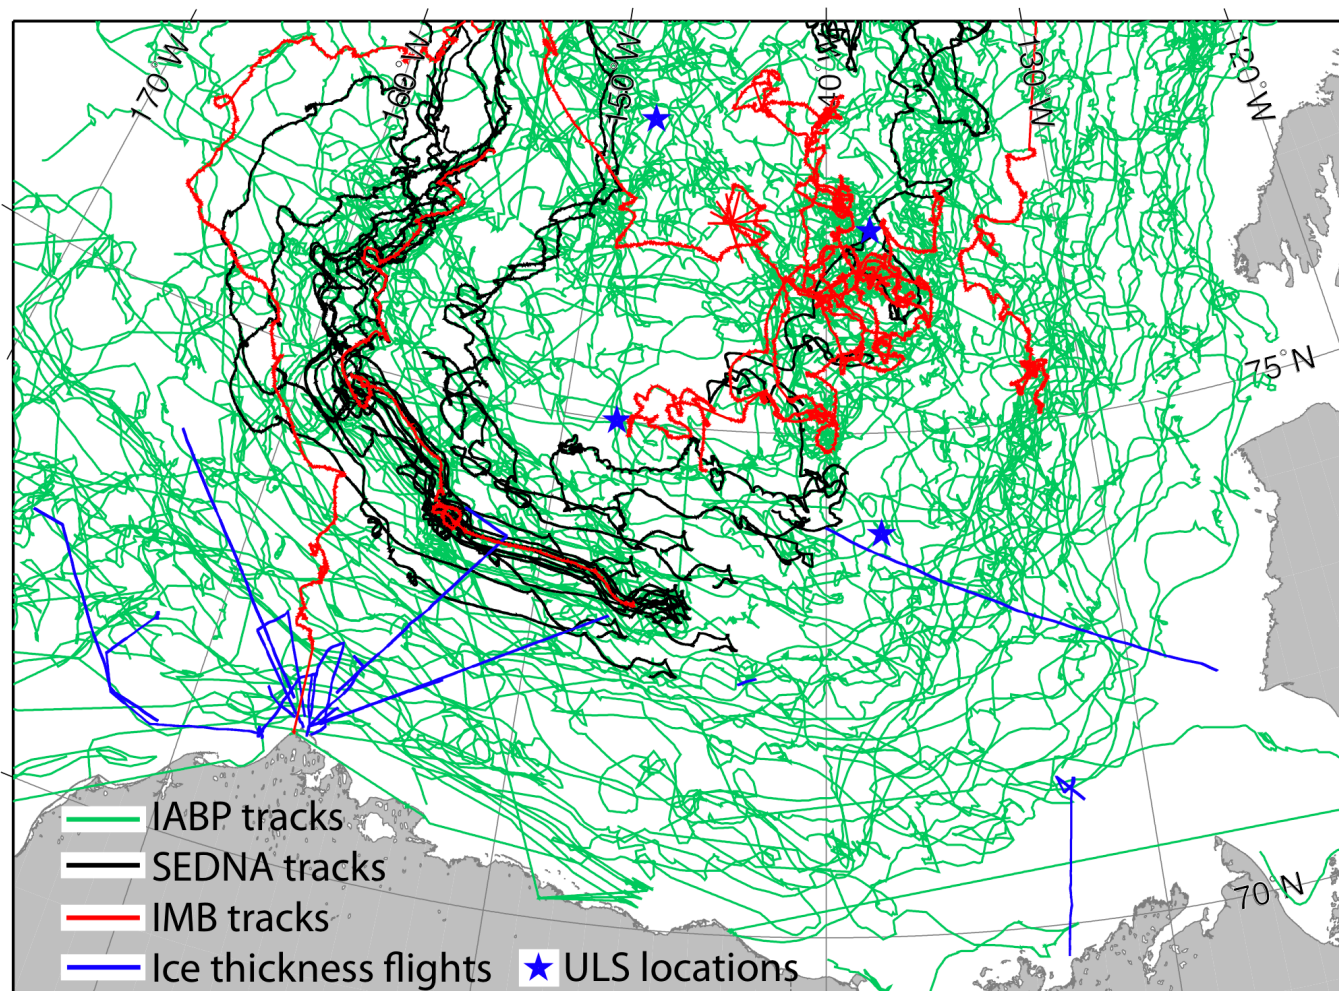 170°W
160°W
150°W
140°W
130°W
120°W
75°N
70°N
IABP tracks
SEDNA tracks
IMB tracks
Ice thickness flights
ULS locations